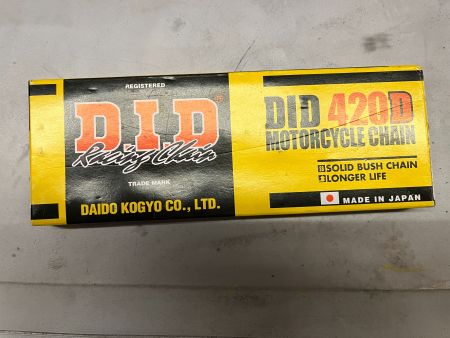 REGISTERED
D.I.D®
Racing Chain
TRADE MARK
DAIDO KOGYO CO., LTD.
DID 420D
MOTORCYCLE CHAIN
SOLID BUSH CHAIN
LONGER LIFE
MADE IN JAPAN